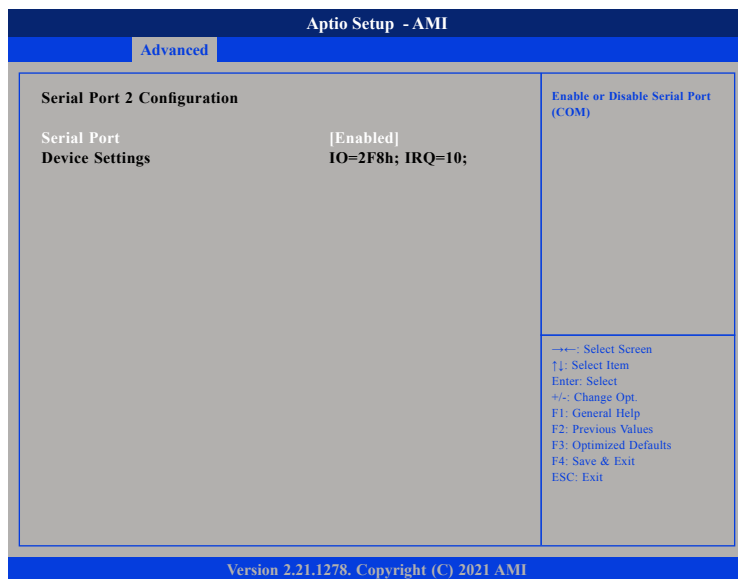 Aptio Setup - AMI
Advanced
Serial Port 2 Configuration
Serial Port [Enabled]
Device Settings IO=2F8h; IRQ=10;
Enable or Disable Serial Port
(COM)
→←: Select Screen
↑↓: Select Item
Enter: Select
+/-: Change Opt.
F1: General Help
F2: Previous Values
F3: Optimized Defaults
F4: Save & Exit
ESC: Exit
Version 2.21.1278. Copyright (C) 2021 AMI